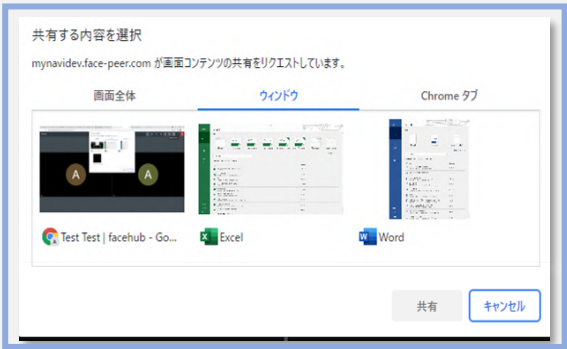 共有する内容を選択
mynavidev.face-peer.com が画面コンテンツの共有をリクエストしています。
画面全体 ウィンドウ Chrome タブ
A A
Test Test | facehub - Go... Excel Word
共有 キャンセル